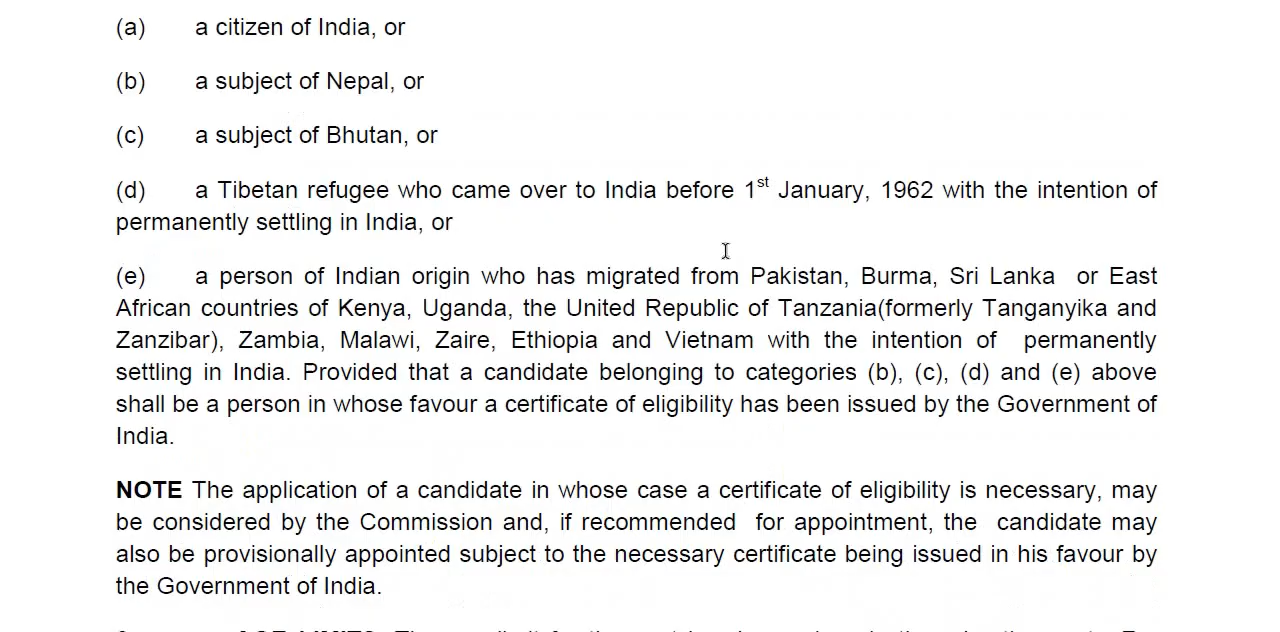 (a) a citizen of India, or
(b) a subject of Nepal, or
(c) a subject of Bhutan, or
(d) a Tibetan refugee who came over to India before 1st January, 1962 with the intention of
permanently settling in India, or
(e) a person of Indian origin who has migrated from Pakistan, Burma, Sri Lanka or East
African countries of Kenya, Uganda, the United Republic of Tanzania(formerly Tanganyika and
Zanzibar), Zambia, Malawi, Zaire, Ethiopia and Vietnam with the intention of permanently
settling in India. Provided that a candidate belonging to categories (b), (c), (d) and (e) above
shall be a person in whose favour a certificate of eligibility has been issued by the Government of
India.
NOTE The application of a candidate in whose case a certificate of eligibility is necessary, may
be considered by the Commission and, if recommended for appointment, the candidate may
also be provisionally appointed subject to the necessary certificate being issued in his favour by
the Government of India.